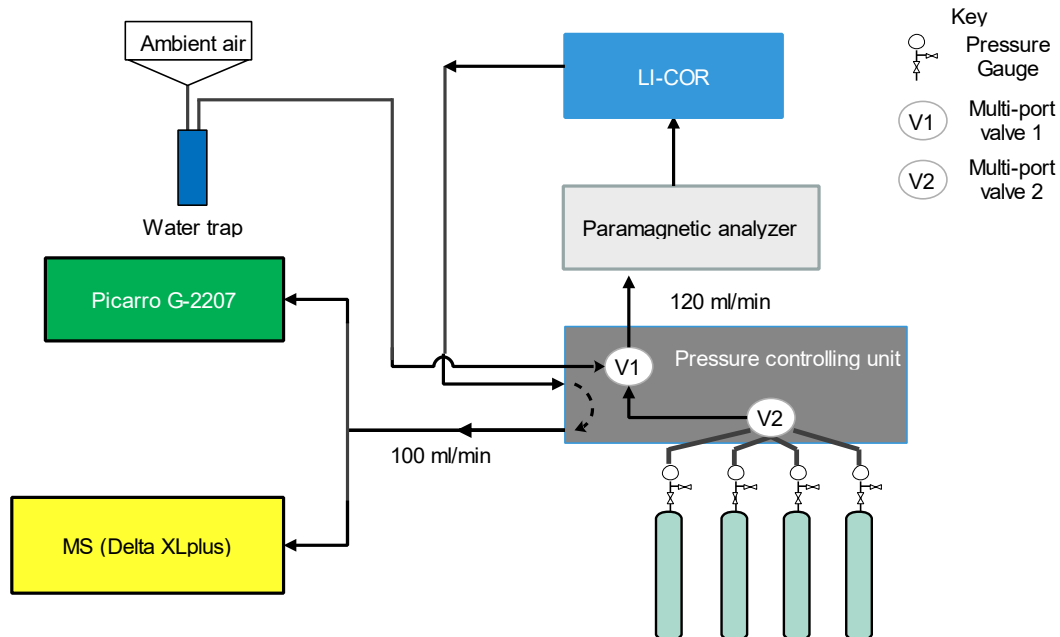 Ambient air
Water trap
Picarro G-2207
MS (Delta XLplus)
LI-COR
Paramagnetic analyzer
120 ml/min
Pressure controlling unit
V1
V2
100 ml/min
Key
Pressure
Gauge
V1
Multi-port
valve 1
V2
Multi-port
valve 2